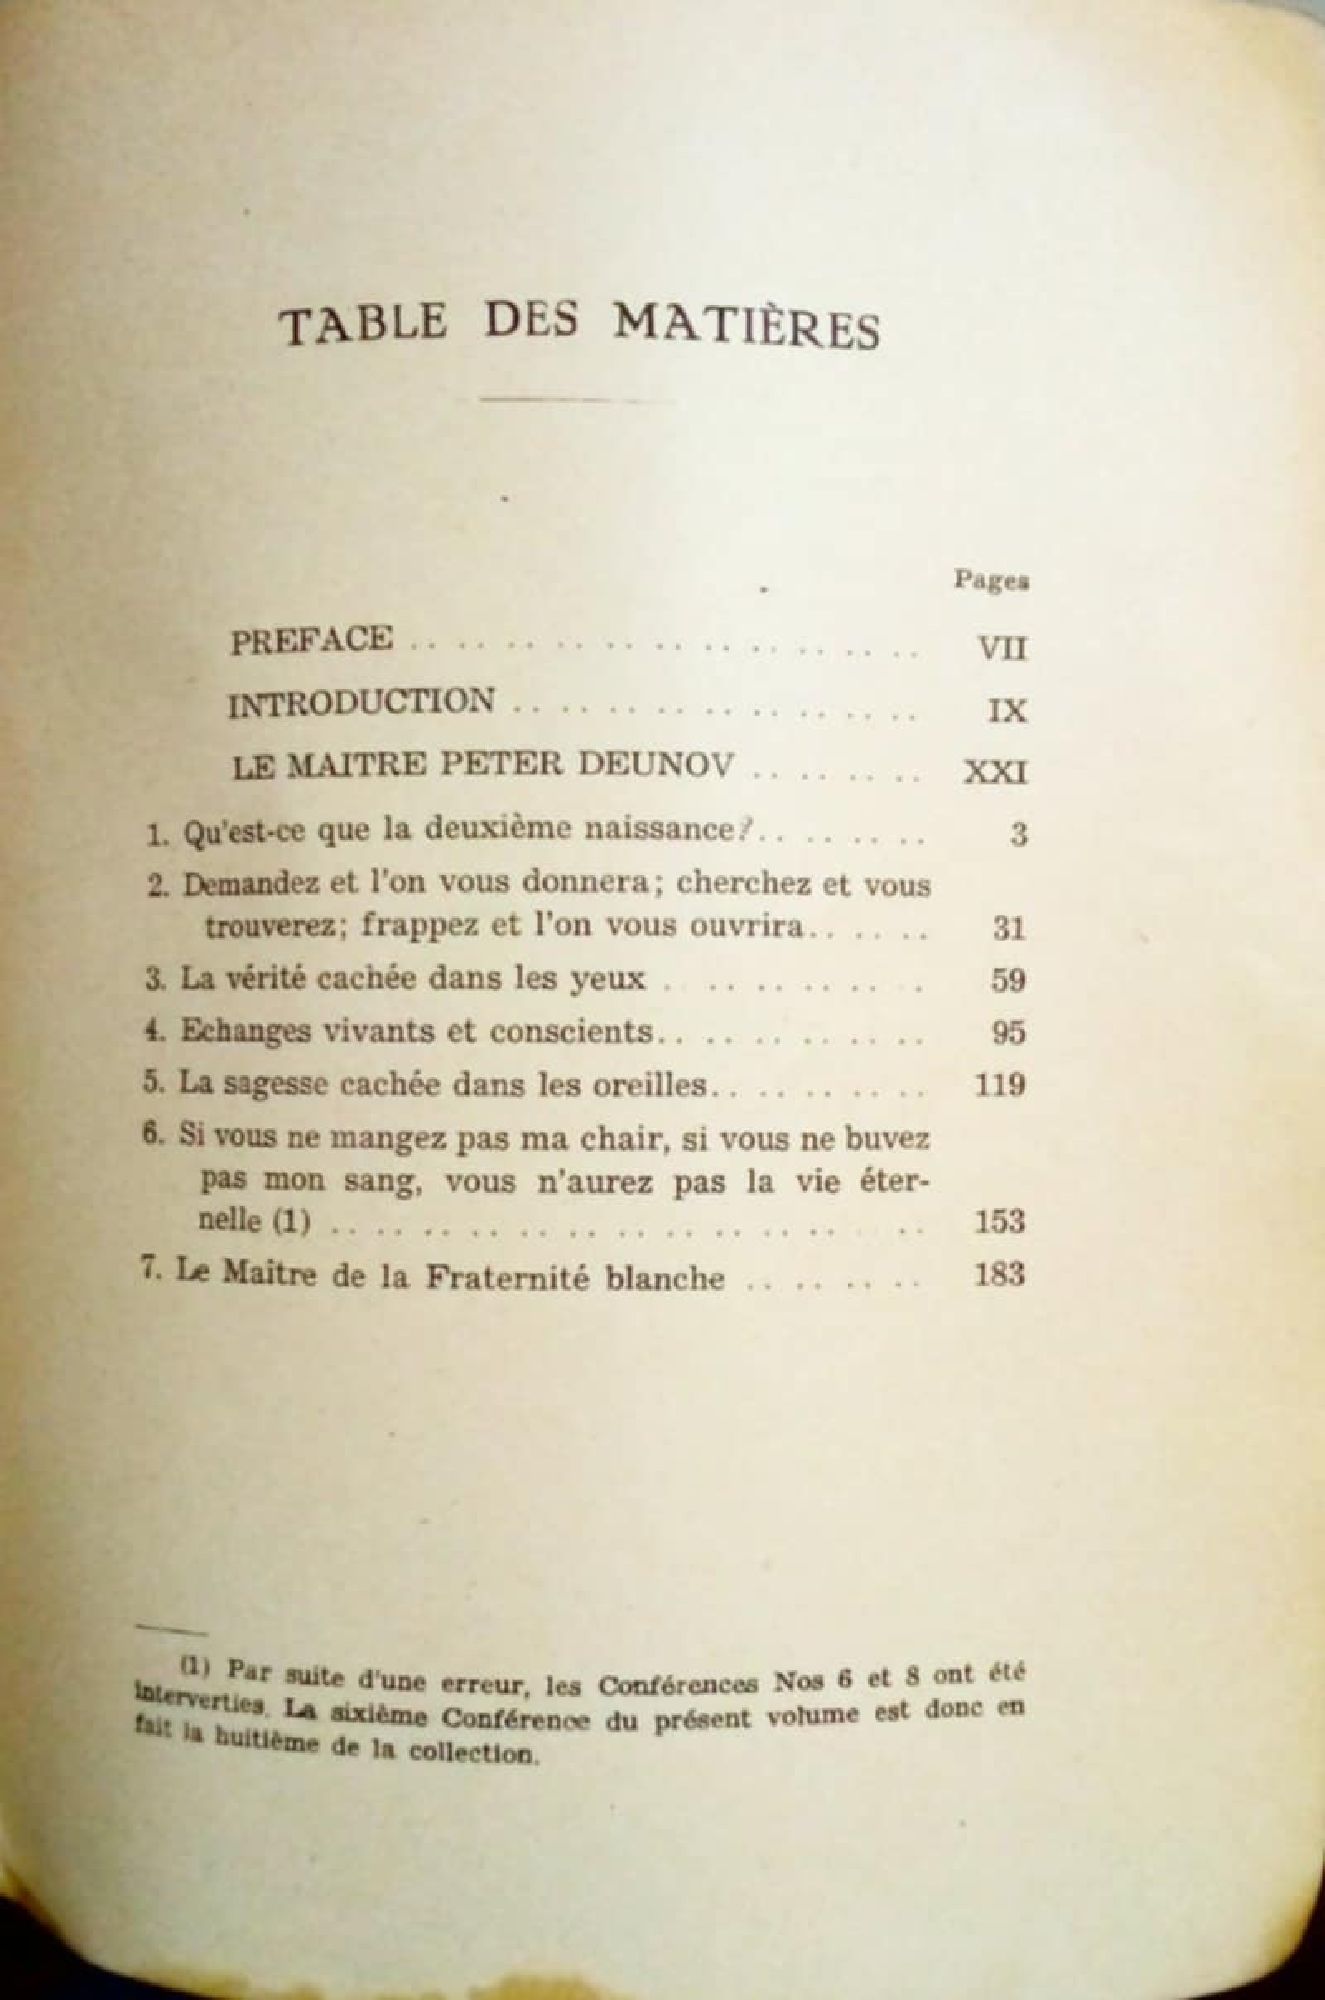 TABLE DES MATIÈRES
Pages
PREFACE ...................... VII
INTRODUCTION .................. IX
LE MAITRE PETER DEUNOV ........ XXI
1. Qu'est-ce que la deuxième naissance?........ 3
2. Demandez et l'on vous donnera; cherchez et vous
trouverez; frappez et l'on vous ouvrira...... 31
3. La vérité cachée dans les yeux ........... 59
4. Echanges vivants et conscients............ 95
5. La sagesse cachée dans les oreilles.......... 119
6. Si vous ne mangez pas ma chair, si vous ne buvez
pas mon sang, vous n'aurez pas la vie éter-
nelle (1) ........................ 153
7. Le Maitre de la Fraternité blanche ........ 183
(1) Par suite d'une erreur, les Conférences Nos 6 et 8 ont été
interverties. La sixième Conférence du présent volume est donc en
fait la huitième de la collection.